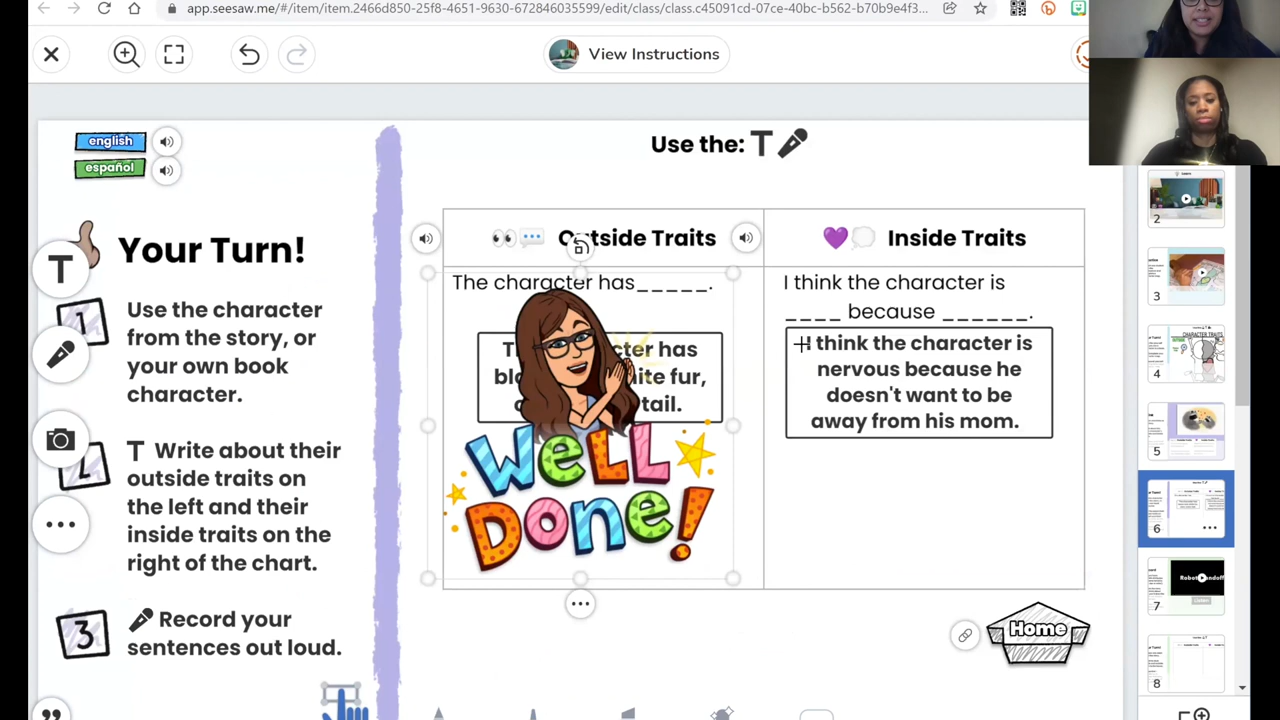 app.seesaw.me/#/item/item.2466d850-25f8-4651-9630-672846035599/edit/class/class.c45091cd-07ce-40bc-b562-b70b9e4f3...
View Instructions
english
español
Use the: T
Your Turn!
1
Use the character
from the story, or
your own book
character.
2
T Write about their
outside traits on
the left and their
inside traits on the
right of the chart.
3
Record your
sentences out loud.
Outside Traits
Inside Traits
The character has_____.
I think the character is
____ because ______.
has
fur,
tail.
WELL
DONE!
I think the character is
nervous because he
doesn't want to be
away from his mom.
Home
T
2
3
4
5
6
7
8